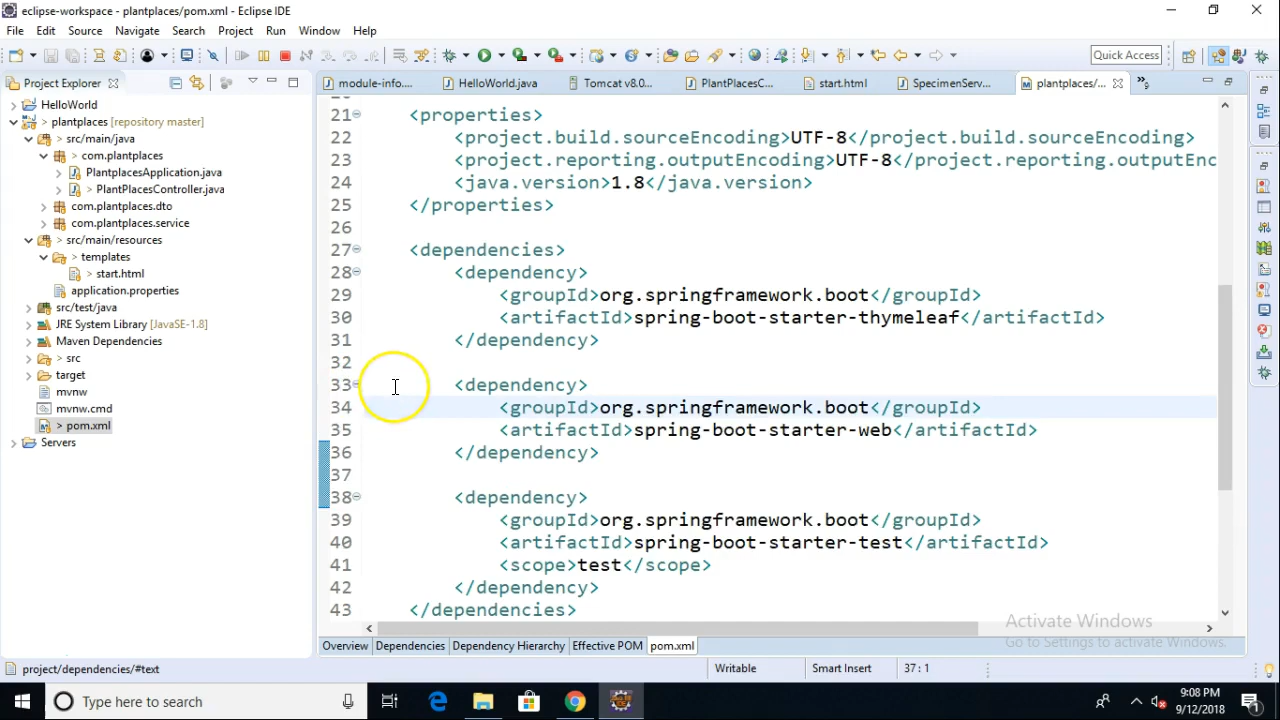 eclipse-workspace - plantplaces/pom.xml - Eclipse IDE
File Edit Source Navigate Search Project Run Window Help
Quick Access
Project Explorer
module-info.... HelloWorld.java Tomcat v8.0... PlantPlacesC... start.html SpecimenServ... plantplaces/...
HelloWorld
plantplaces [repository master]
src/main/java
com.plantplaces
PlantplacesApplication.java
> PlantPlacesController.java
com.plantplaces.dto
com.plantplaces.service
> src/main/resources
> templates
> start.html
application.properties
src/test/java
JRE System Library [JavaSE-1.8]
Maven Dependencies
> src
target
mvnw
mvnw.cmd
> pom.xml
Servers
21 <properties>
22 <project.build.sourceEncoding>UTF-8</project.build.sourceEncoding>
23 <project.reporting.outputEncoding>UTF-8</project.reporting.outputEnc
24 <java.version>1.8</java.version>
25 </properties>
26
27 <dependencies>
28 <dependency>
29 <groupId>org.springframework.boot</groupId>
30 <artifactId>spring-boot-starter-thymeleaf</artifactId>
31 </dependency>
32
33 <dependency>
34 <groupId>org.springframework.boot</groupId>
35 <artifactId>spring-boot-starter-web</artifactId>
36 </dependency>
37
38 <dependency>
39 <groupId>org.springframework.boot</groupId>
40 <artifactId>spring-boot-starter-test</artifactId>
41 <scope>test</scope>
42 </dependency>
43 </dependencies>
Activate Windows
Go to Settings to activate Windows.
Overview Dependencies Dependency Hierarchy Effective POM pom.xml
project/dependencies/#text Writable Smart Insert 37 : 1
Type here to search
9:08 PM
9/12/2018